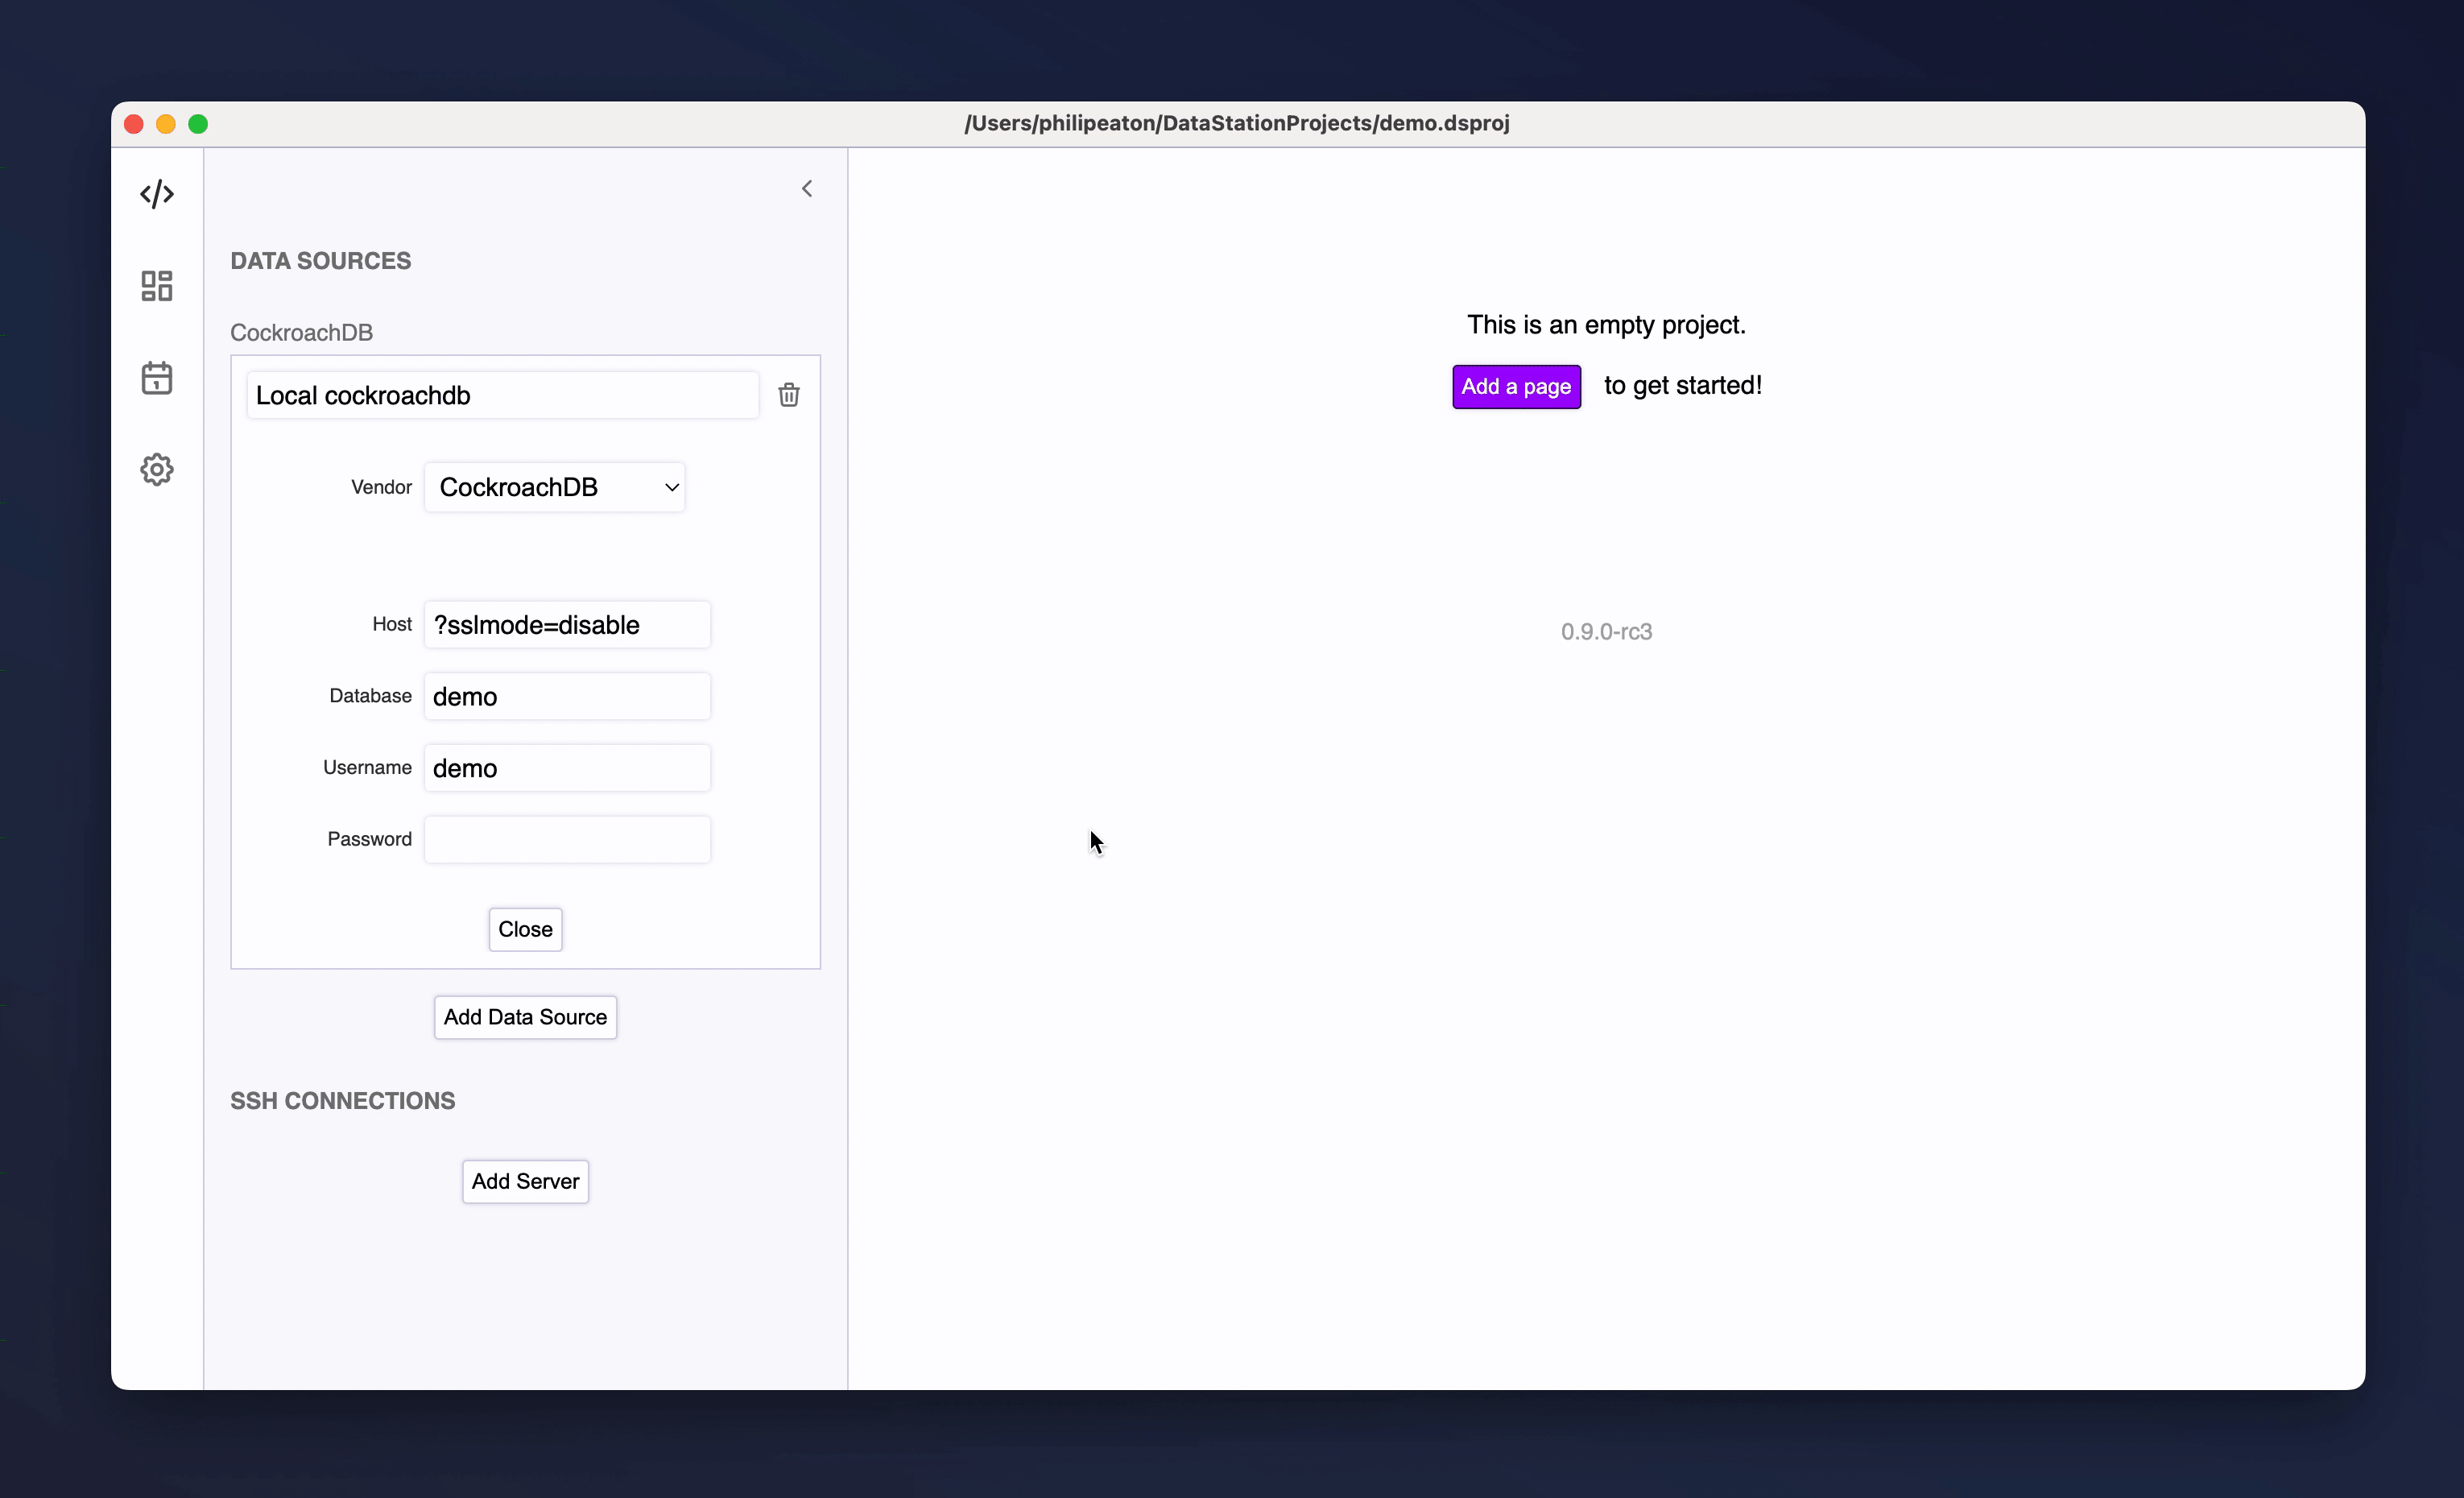 /Users/philipeaton/DataStationProjects/demo.dsproj
DATA SOURCES
CockroachDB
Local cockroachdb
Vendor CockroachDB
Host ?sslmode=disable
Database demo
Username demo
Password
Close
Add Data Source
SSH CONNECTIONS
Add Server
This is an empty project.
Add a page to get started!
0.9.0-rc3